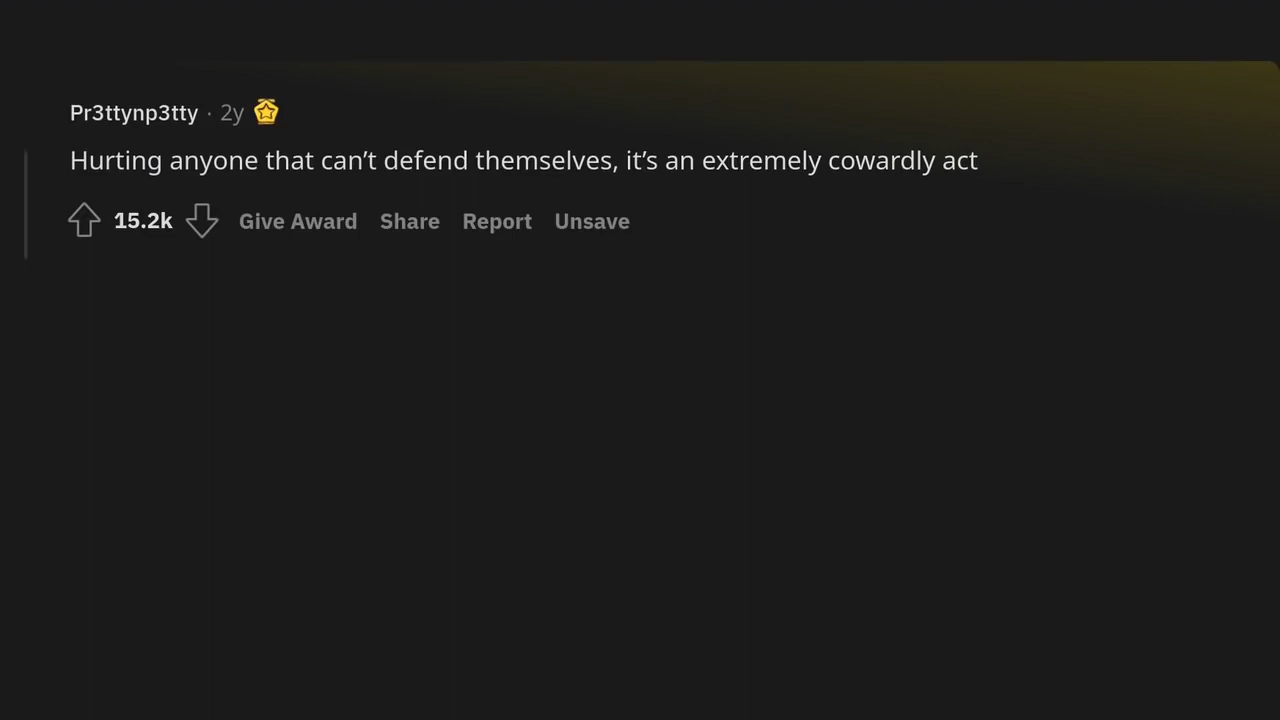 Pr3ttynp3tty · 2y
Hurting anyone that can’t defend themselves, it’s an extremely cowardly act
15.2k Give Award Share Report Unsave